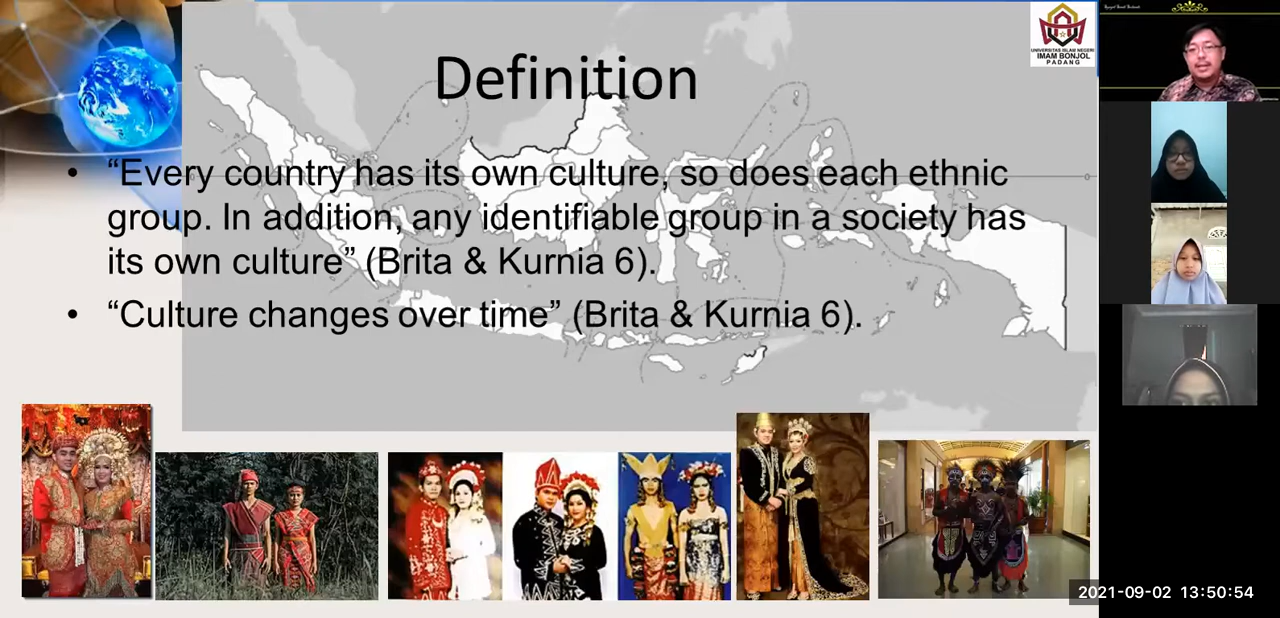 Definition
• “Every country has its own culture, so does each ethnic
group. In addition, any identifiable group in a society has
its own culture” (Brita & Kurnia 6).
• “Culture changes over time” (Brita & Kurnia 6).
UNIVERSITAS ISLAM NEGERI
IMAM BONJOL
PADANG
0
2021-09-02 13:50:54